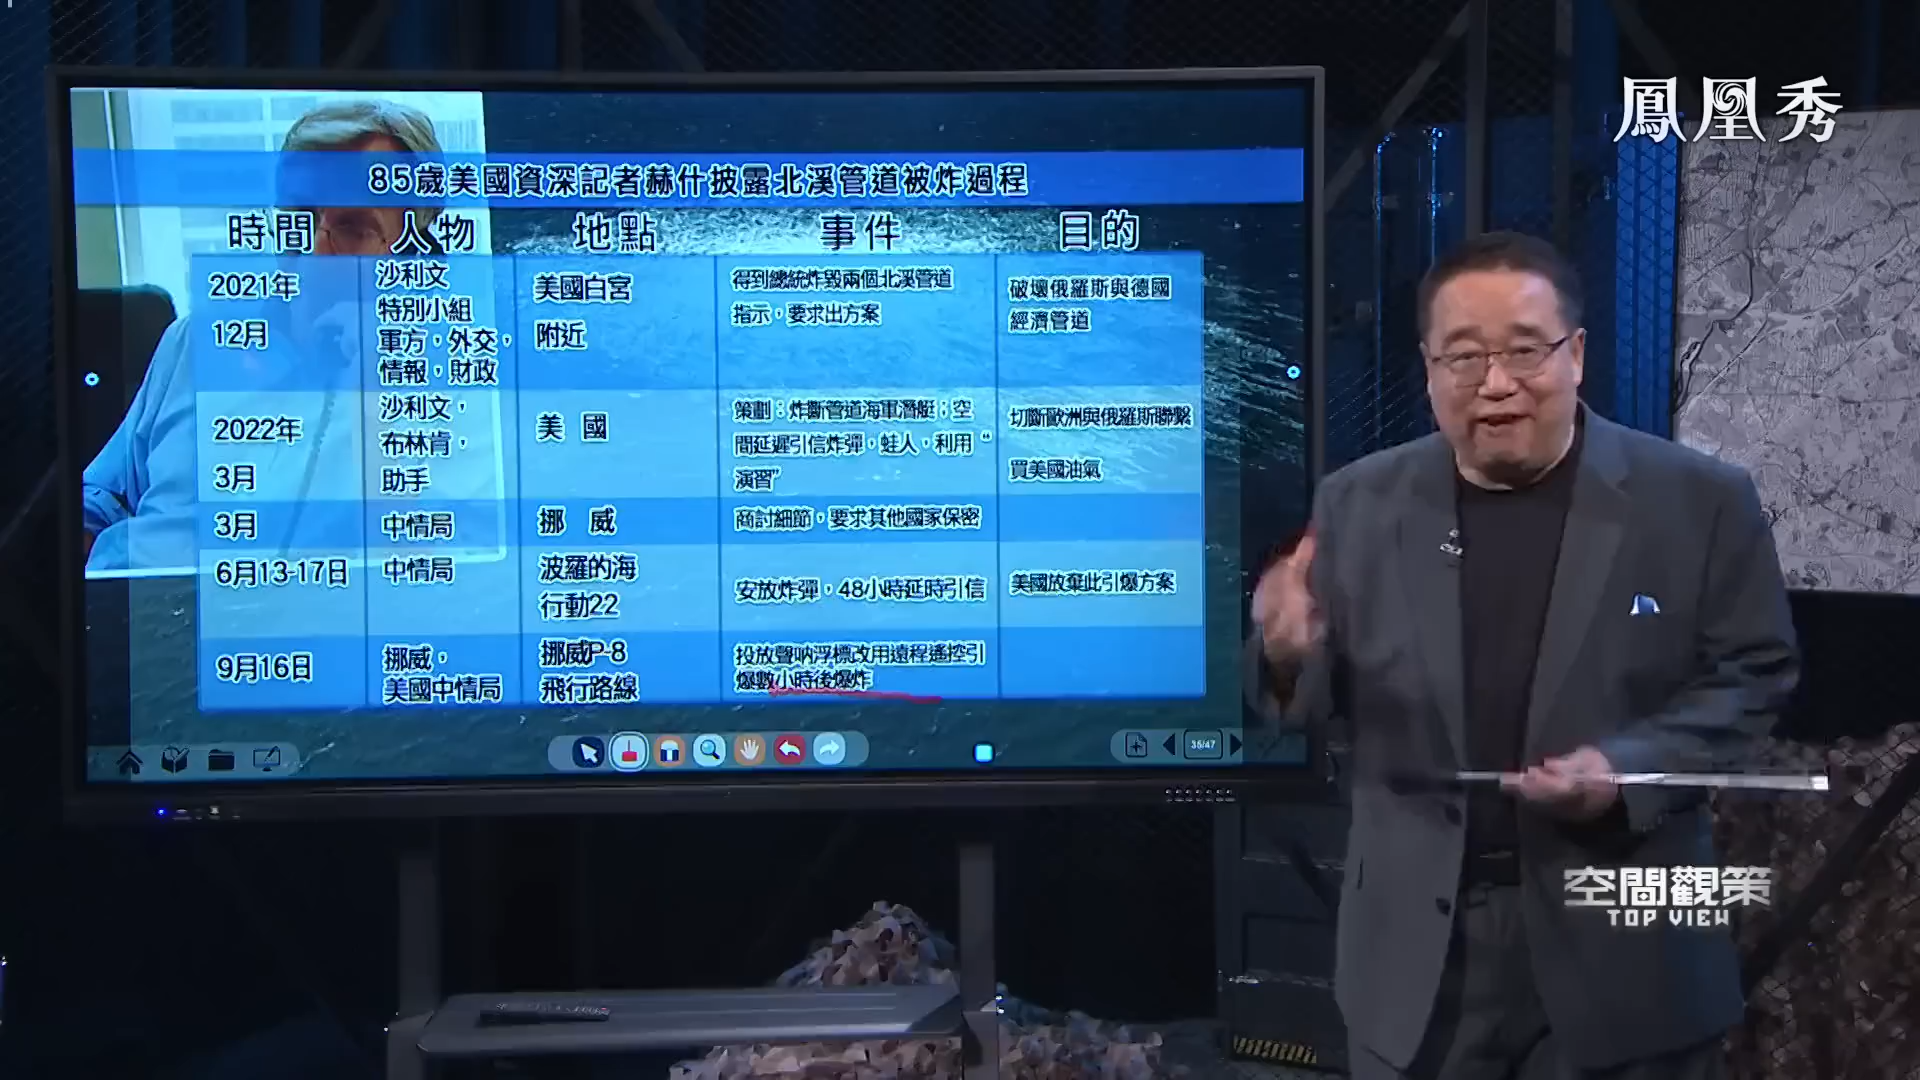 鳳凰秀
85歲美國資深記者赫什披露北溪管道被炸過程
時間 人物 地點 事件 目的
2021年
12月
沙利文
特別小組
軍方，外交，
情報，財政
美國白宮
附近
得到總統炸毀兩個北溪管道
指示，要求出方案
破壞俄羅斯與德國
經濟管道
2022年
3月
沙利文，
布林肯，
助手
美 國
策劃：炸斷管道海軍潛艇；空
間延遲引信炸彈，蛙人，利用“
演習”
切斷歐洲與俄羅斯聯繫
買美國油氣
3月
中情局
挪 威
商討細節，要求其他國家保密
6月13-17日
中情局
波羅的海
行動22
安放炸彈，48小時延時引信
美國放棄此引爆方案
9月16日
挪威，
美國中情局
挪威P-8
飛行路線
投放聲吶浮標改用遠程遙控引
爆數小時後爆炸
36/47
空間觀策
TOP VIEW